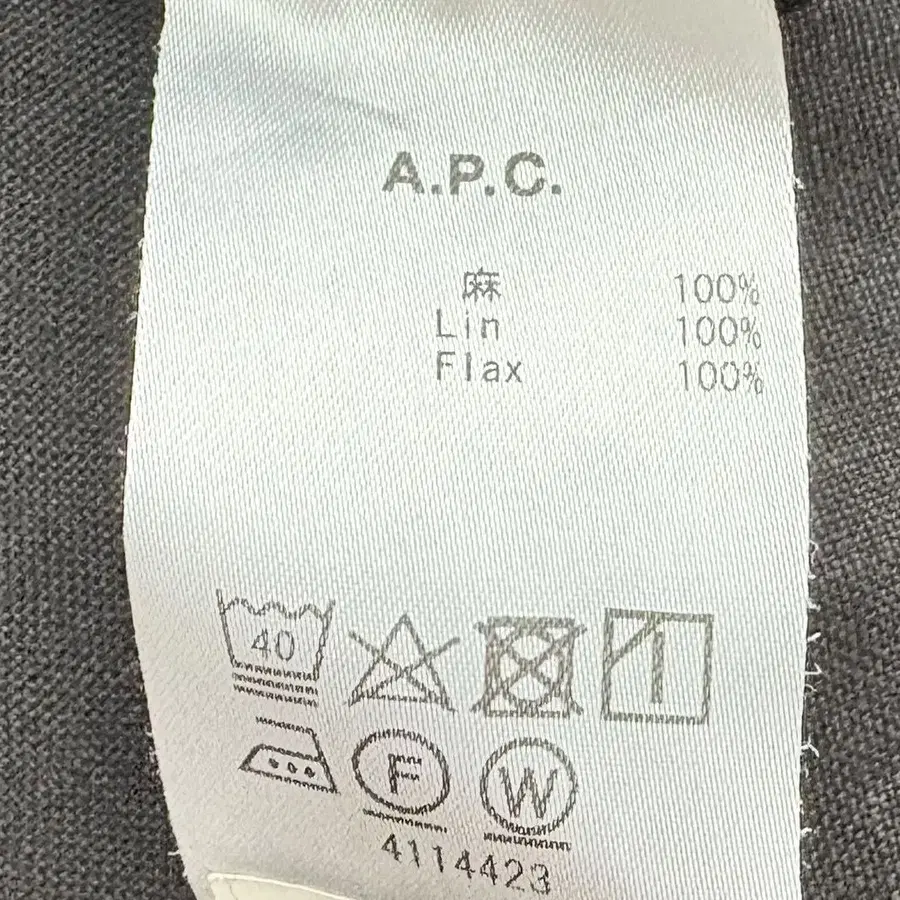 A.P.C.
麻 100%
Lin 100%
Flax 100%
40
F W
4114423